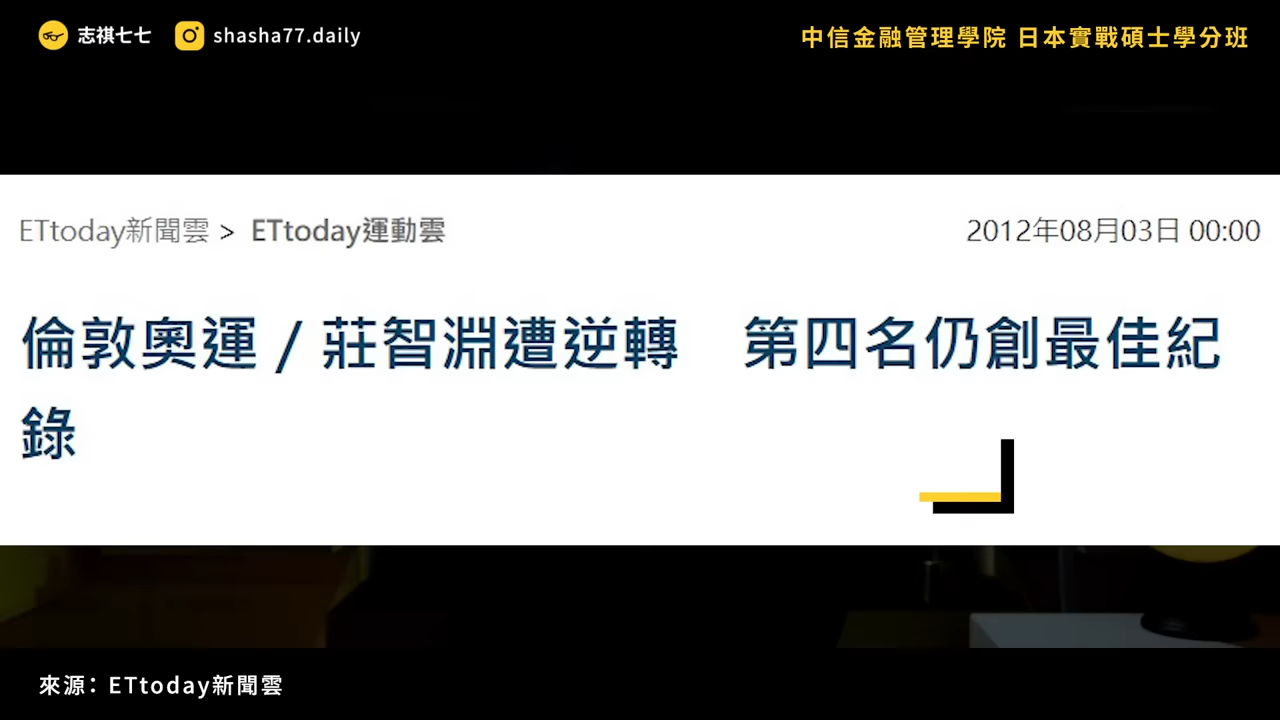 志祺七七 shasha77.daily
中信金融管理學院 日本實戰碩士學分班
ETtoday新聞雲 > ETtoday運動雲
2012年08月03日 00:00
倫敦奧運 / 莊智淵遭逆轉　第四名仍創最佳紀
錄
來源：ETtoday新聞雲